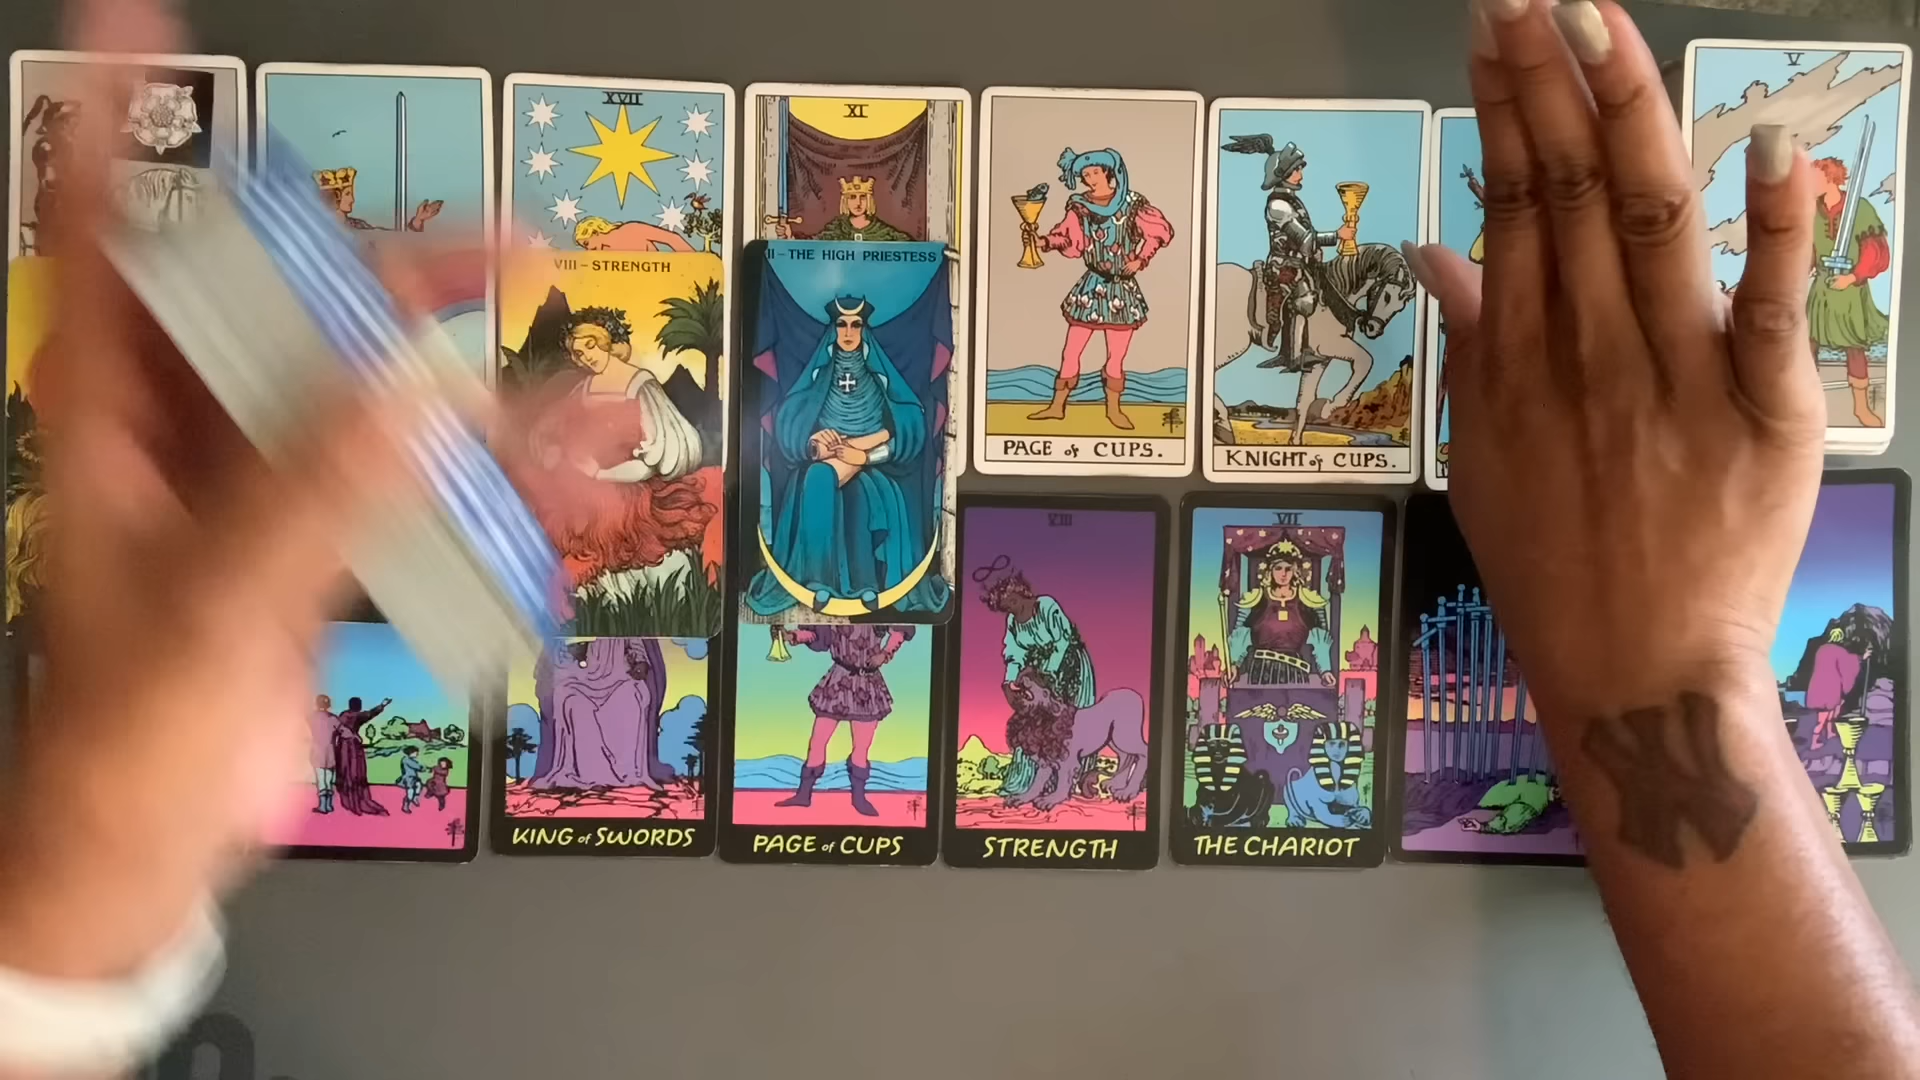 XVII
XI
V
VIII – STRENGTH
II – THE HIGH PRIESTESS
PAGE of CUPS.
KNIGHT of CUPS.
VIII
VII
KING of SWORDS
PAGE of CUPS
STRENGTH
THE CHARIOT